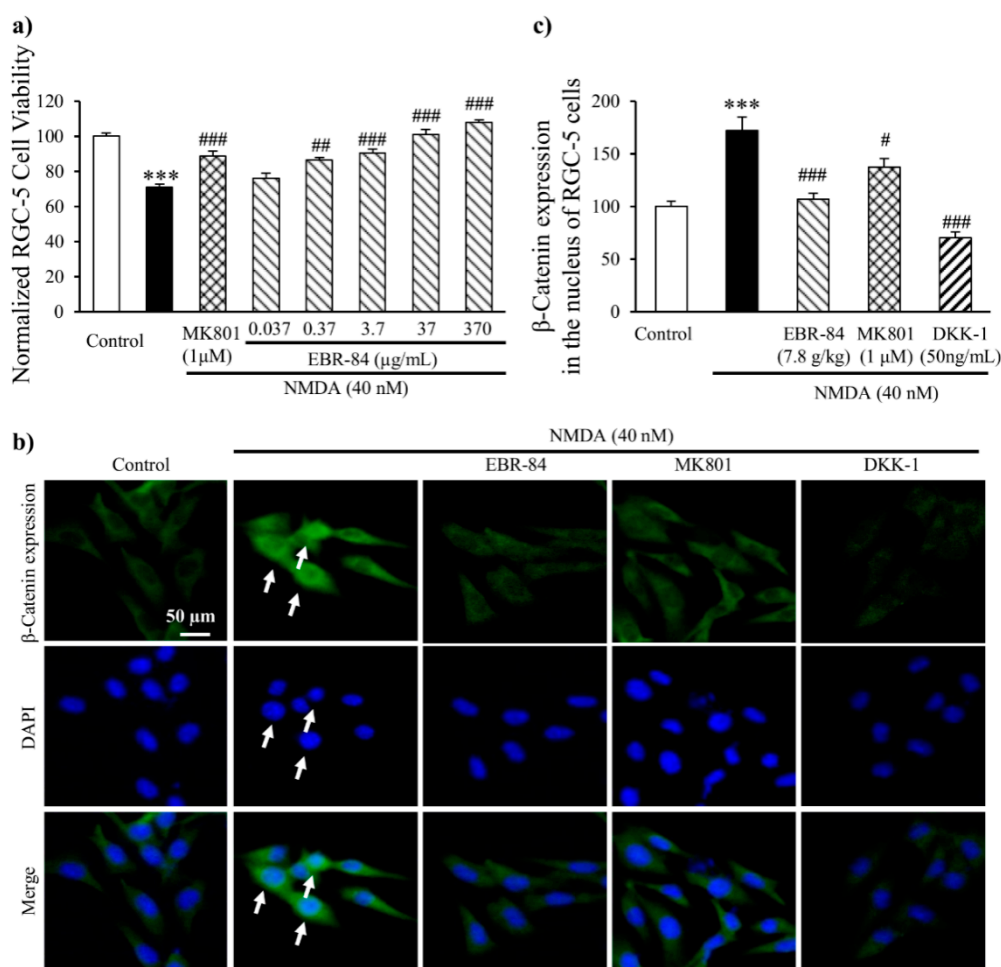 a)
Normalized RGC-5 Cell Viability
120
100
80
60
40
20
0
***
###
##
###
###
###
Control
MK801
(1μM)
0.037
0.37
3.7
37
370
EBR-84 (μg/mL)
NMDA (40 nM)
c)
β-Catenin expression
in the nucleus of RGC-5 cells
200
150
100
50
0
***
###
#
###
Control
EBR-84
(7.8 g/kg)
MK801
(1 μM)
DKK-1
(50ng/mL)
NMDA (40 nM)
b)
NMDA (40 nM)
Control
EBR-84
MK801
DKK-1
β-Catenin expression
50 μm
DAPI
Merge